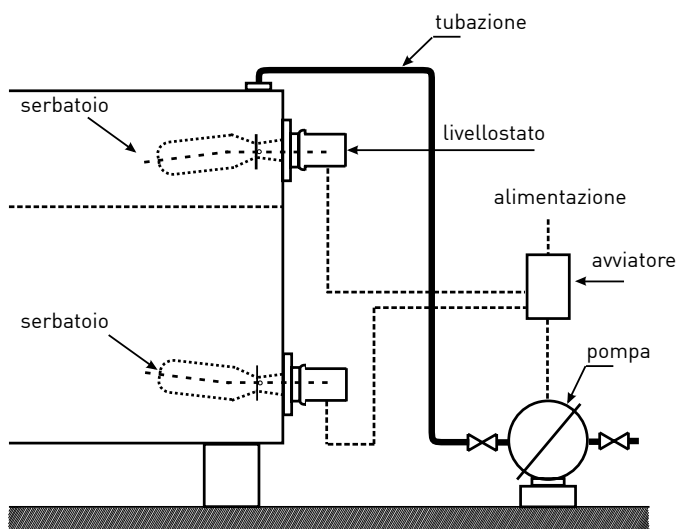 tubazione
serbatoio
livellostato
alimentazione
avviatore
serbatoio
pompa